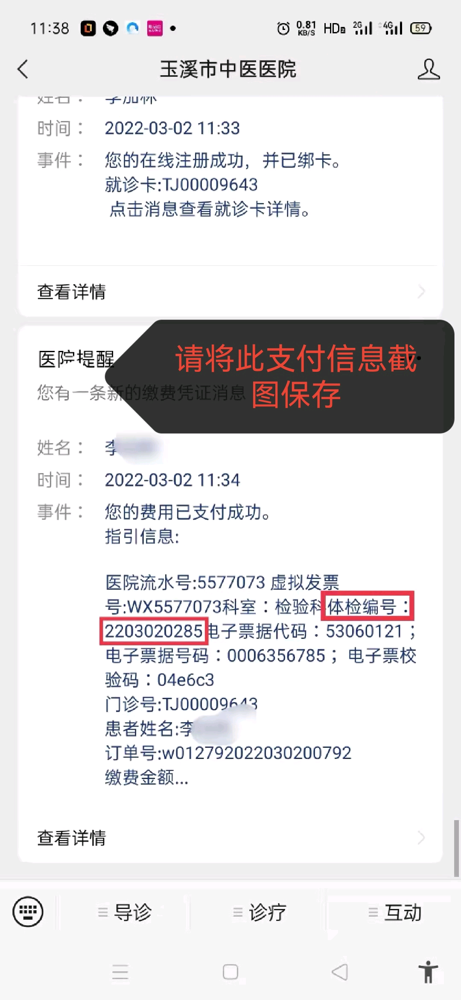 11:38 0.81 KB/S HD2 2G 4G 59
玉溪市中医医院
姓名：
时间： 2022-03-02 11:33
事件： 您的在线注册成功，并已绑卡。
就诊卡:TJ00009643
点击消息查看就诊卡详情。
查看详情
医院提醒
请将此支付信息截
图保存
您有一条新的缴费凭证消息
姓名： 李
时间： 2022-03-02 11:34
事件： 您的费用已支付成功。
指引信息:
医院流水号:5577073 虚拟发票
号:WX5577073科室：检验科体检编号：
2203020285电子票据代码：53060121；
电子票据号码：0006356785； 电子票校
验码：04e6c3
门诊号:TJ00009643
患者姓名:李
订单号:w012792022030200792
缴费金额...
查看详情
导诊 诊疗 互动